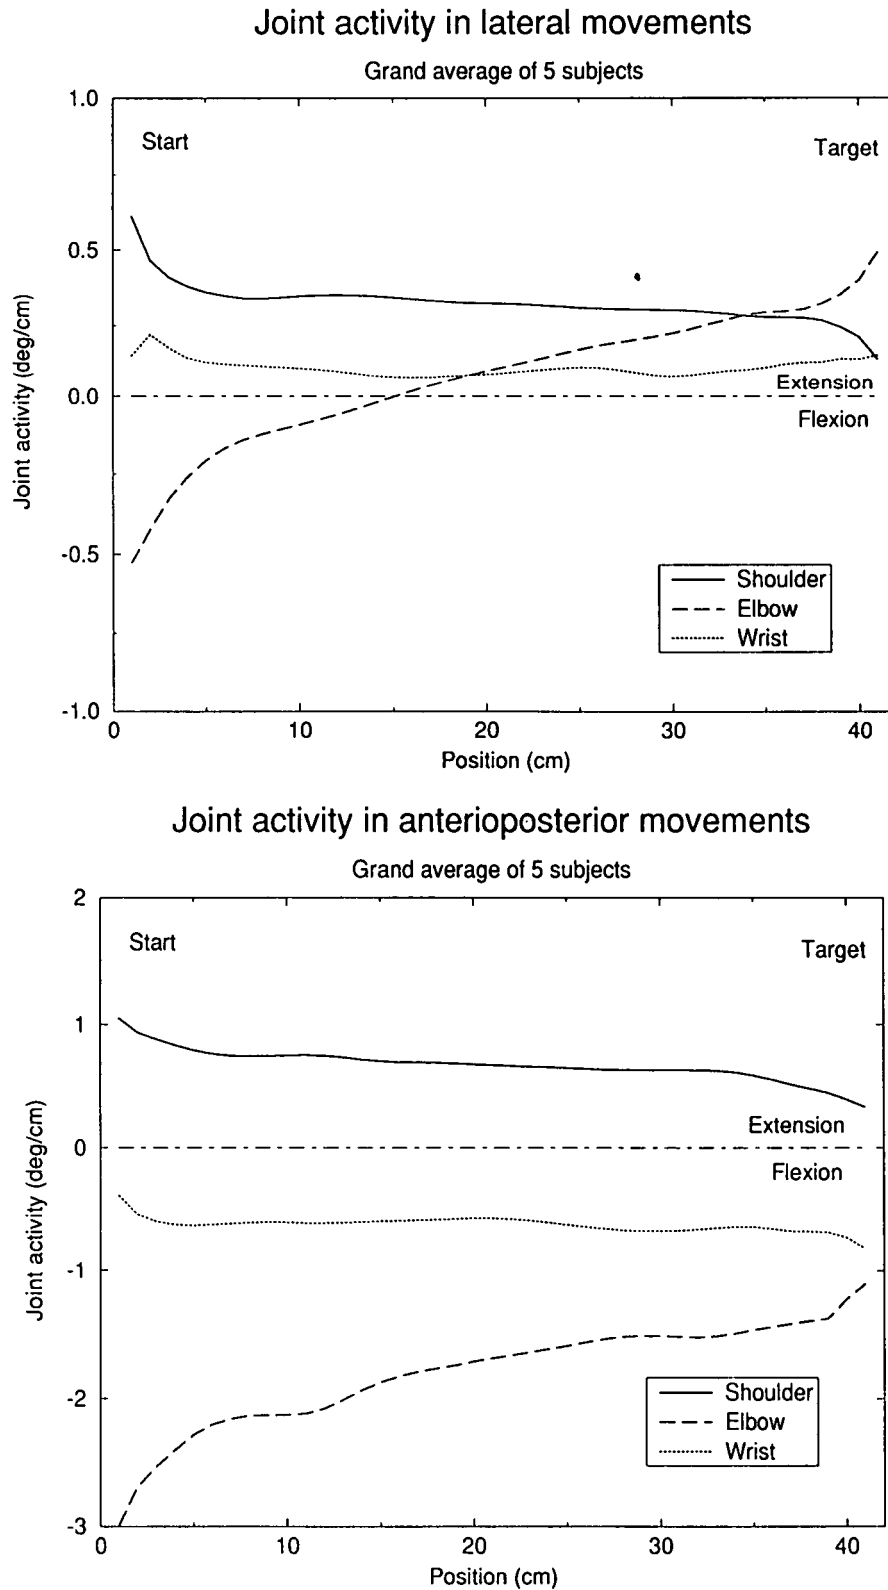 Joint activity in lateral movements
Grand average of 5 subjects
1.0
Start
Target
0.5
Joint activity (deg/cm)
0.0
Extension
Flexion
-0.5
Shoulder
Elbow
Wrist
-1.0
0 10 20 30 40
Position (cm)
Joint activity in anterioposterior movements
Grand average of 5 subjects
2
Start
Target
1
Joint activity (deg/cm)
Extension
0
Flexion
-1
-2
Shoulder
Elbow
Wrist
-3
0 10 20 30 40
Position (cm)